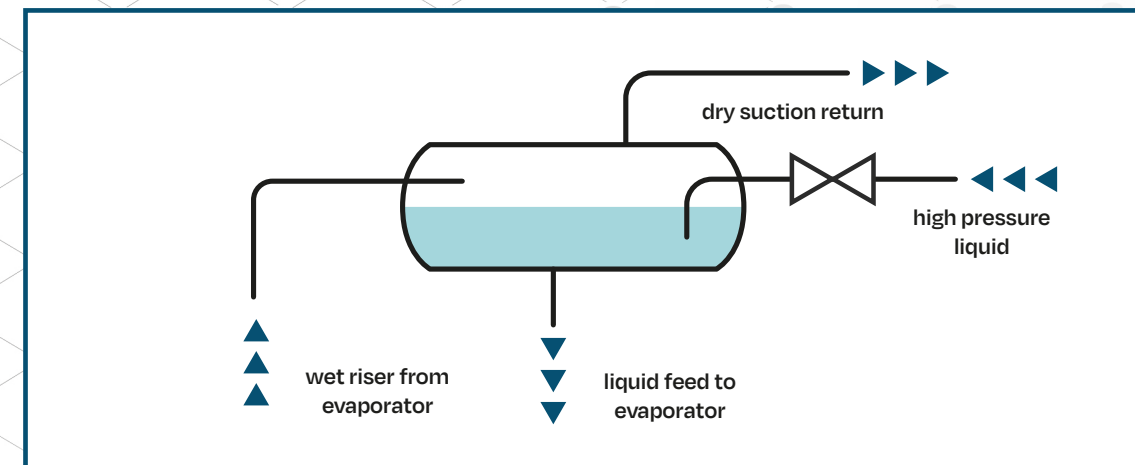 dry suction return
high pressure
liquid
wet riser from
evaporator
liquid feed to
evaporator